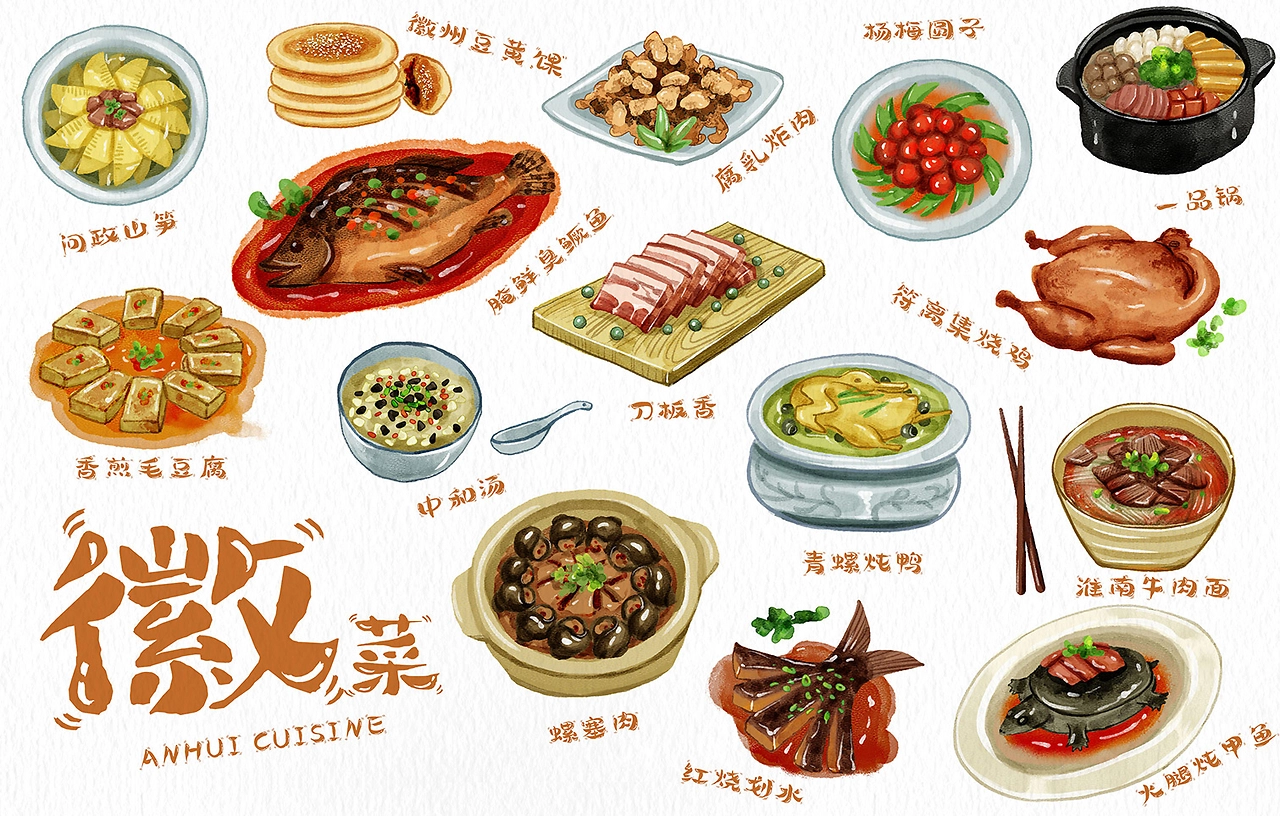 徽州豆黄馃
杨梅圆子
腐乳炸肉
一品锅
问政山笋
腌鲜臭鳜鱼
符离集烧鸡
刀板香
香煎毛豆腐
中和汤
青螺炖鸭
淮南牛肉面
徽菜
ANHUI CUISINE
螺塞肉
红烧划水
火腿炖甲鱼